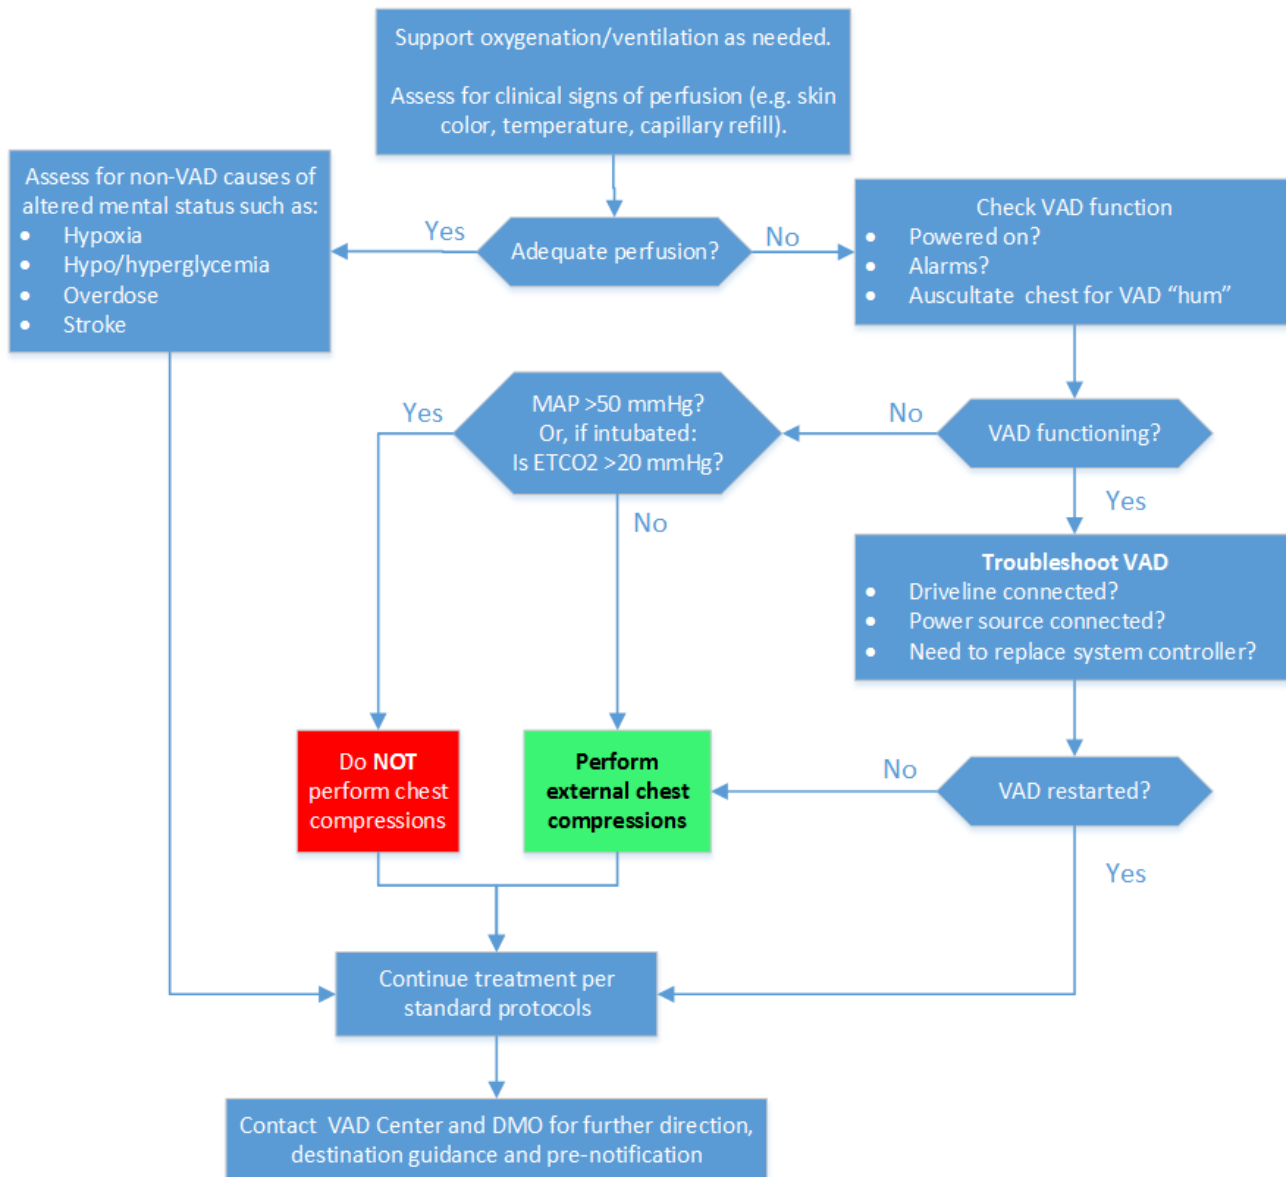 Support oxygenation/ventilation as needed.
Assess for clinical signs of perfusion (e.g. skin
color, temperature, capillary refill).
Assess for non-VAD causes of
altered mental status such as:
• Hypoxia
• Hypo/hyperglycemia
• Overdose
• Stroke
Yes
Adequate perfusion?
No
Check VAD function
• Powered on?
• Alarms?
• Auscultate chest for VAD “hum”
Yes
MAP >50 mmHg?
Or, if intubated:
Is ETCO2 >20 mmHg?
No
No
VAD functioning?
Yes
Troubleshoot VAD
• Driveline connected?
• Power source connected?
• Need to replace system controller?
Do NOT
perform chest
compressions
Perform
external chest
compressions
No
VAD restarted?
Yes
Continue treatment per
standard protocols
Contact VAD Center and DMO for further direction,
destination guidance and pre-notification